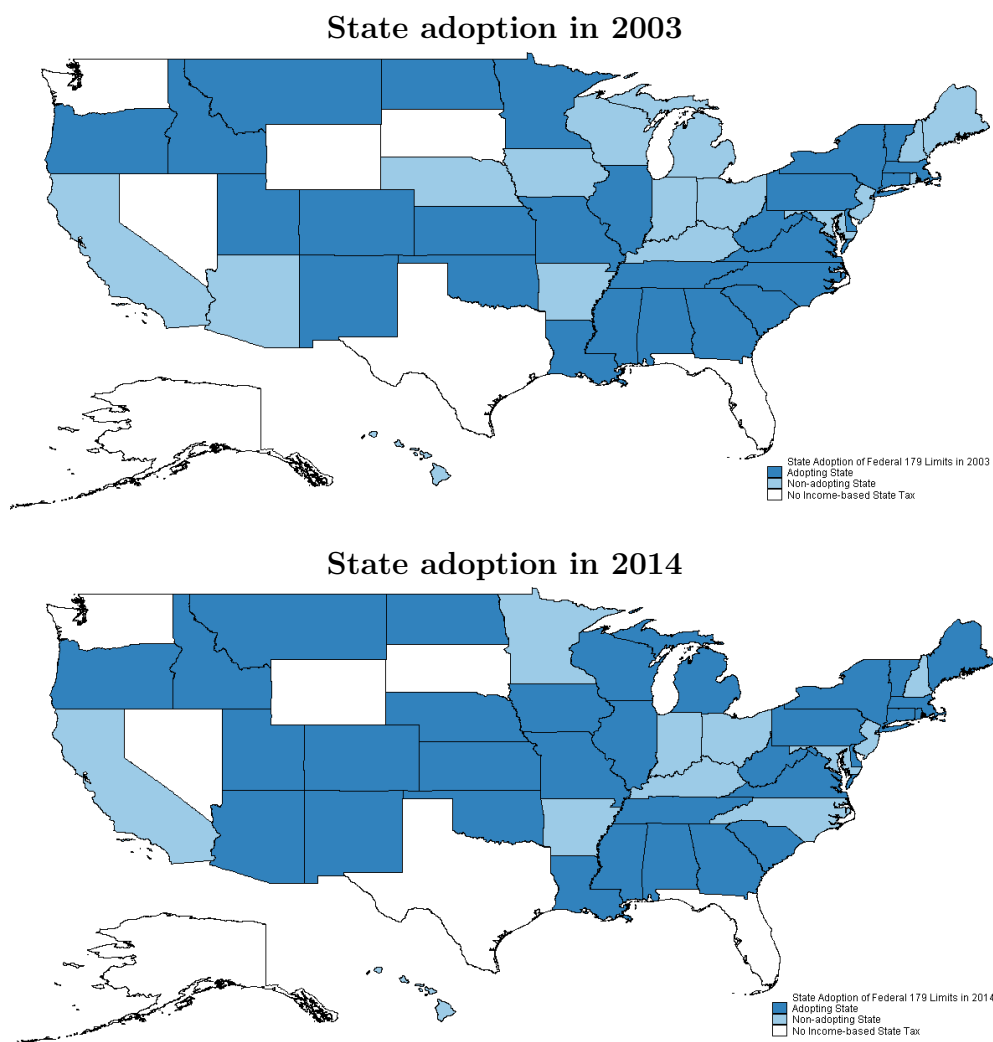 State adoption in 2003
State Adoption of Federal 179 Limits in 2003
Adopting State
Non-adopting State
No Income-based State Tax
State adoption in 2014
State Adoption of Federal 179 Limits in 2014
Adopting State
Non-adopting State
No Income-based State Tax